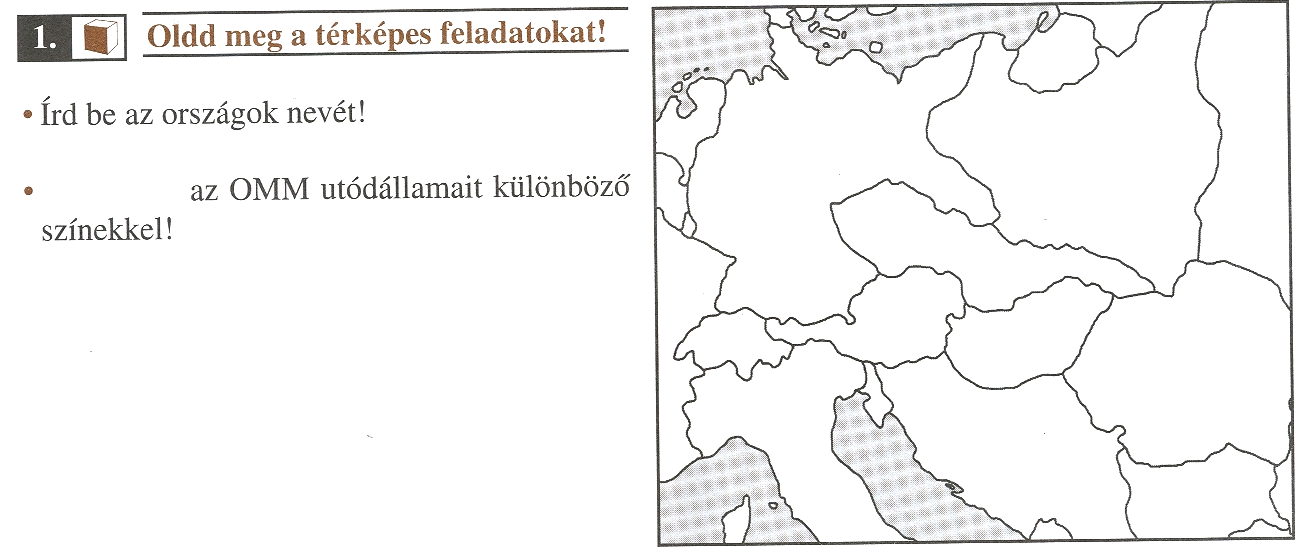 1. Oldd meg a térképes feladatokat!
• Írd be az országok nevét!
• az OMM utódállamait különböző
színekkel!